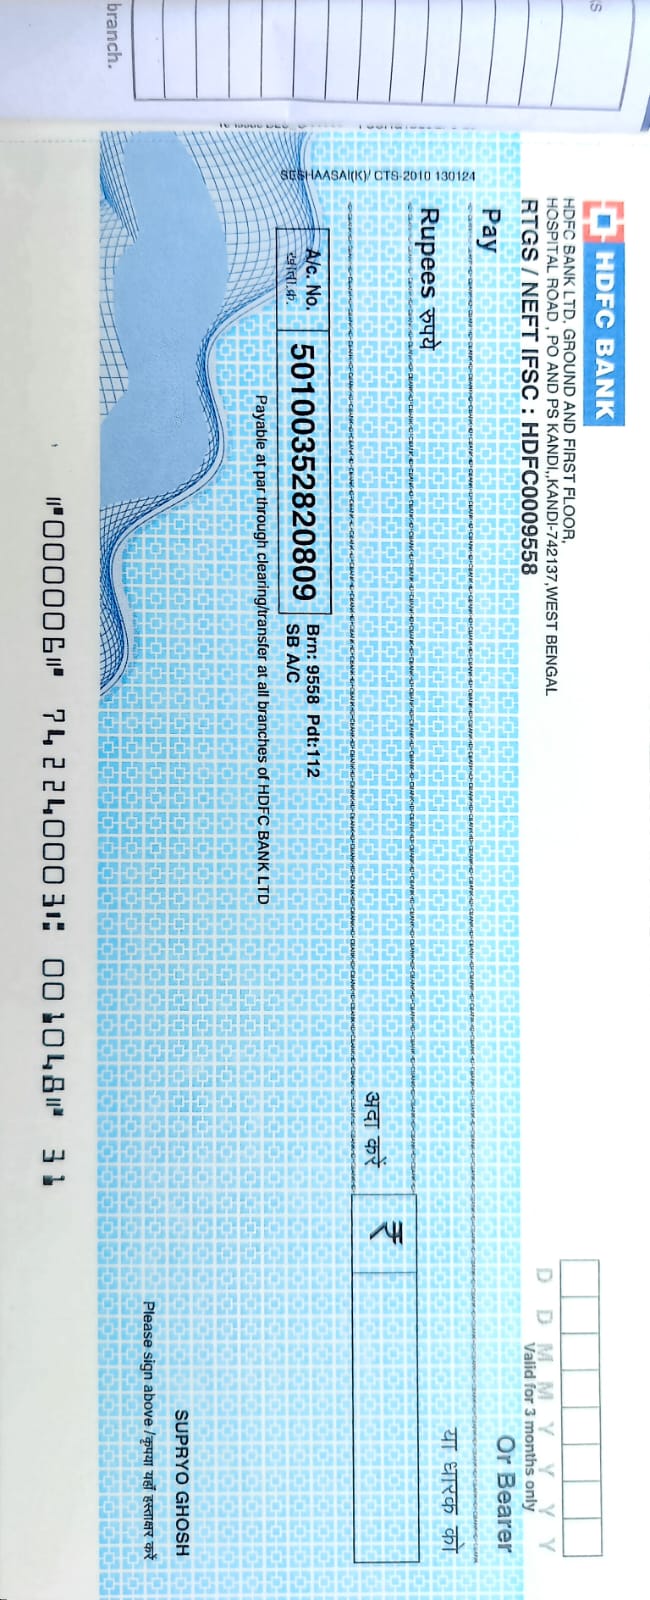 branch.
HDFC BANK
HDFC BANK LTD, GROUND AND FIRST FLOOR,
HOSPITAL ROAD , PO AND PS KANDI.,KANDI-742137,WEST BENGAL
RTGS / NEFT IFSC : HDFC0009558
D D M M Y Y Y Y
Valid for 3 months only
Pay
Or Bearer
या धारक को
Rupees रुपये
अदा करें
₹
A/c. No.
खाता.क्र.
50100352820809
Brn: 9558 Pdt:112
SB A/C
Payable at par through clearing/transfer at all branches of HDFC BANK LTD
SESHAASAI(K)/ CTS-2010 130124
SUPRYO GHOSH
Please sign above /कृपया यहाँ हस्ताक्षर करें
⑈000006⑈ 742240003⑆ 001048⑈ 31